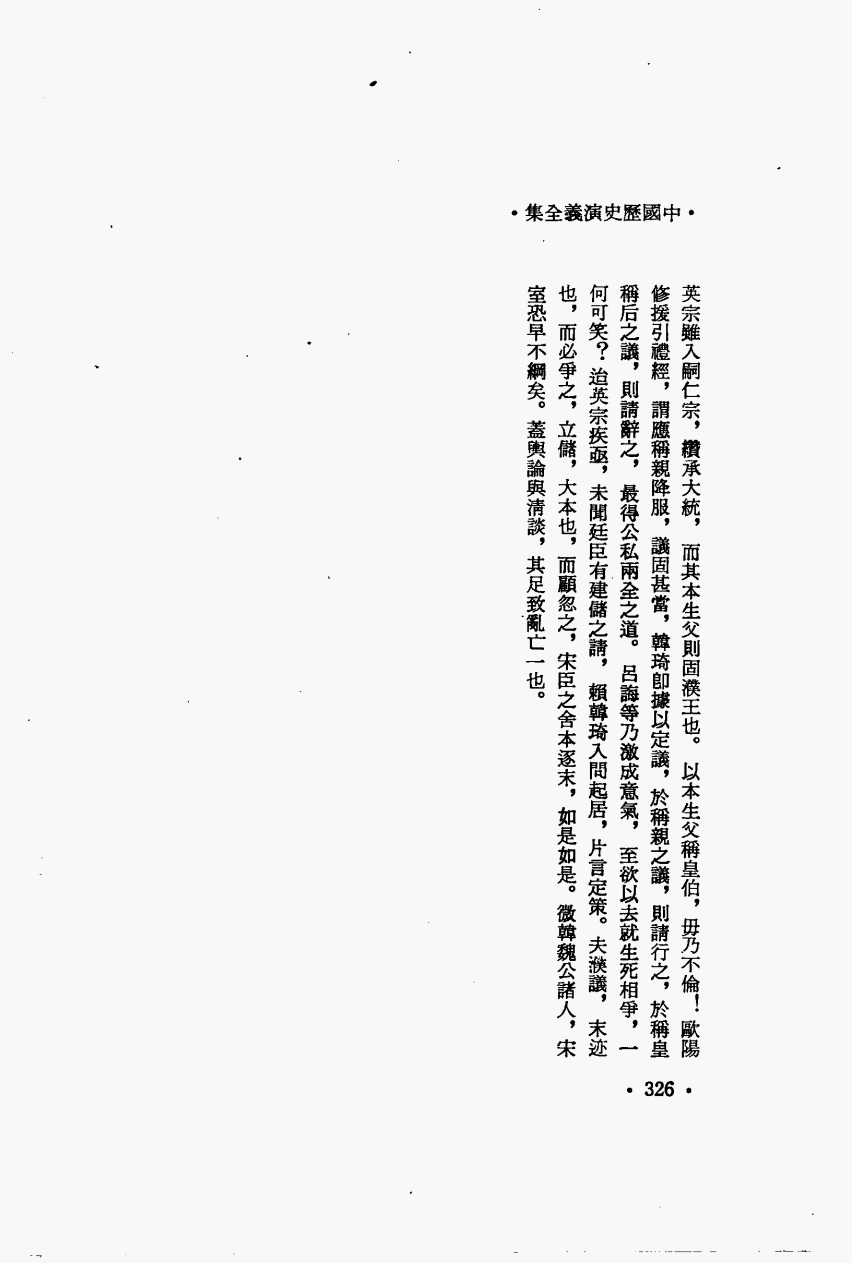 •中國歷史演義全集•
英宗雖入嗣仁宗，纘承大統，而其本生父則固濮王也。以本生父稱皇伯，毋乃不倫！歐陽
修援引禮經，謂應稱親降服，議固甚當，韓琦卽據以定議，於稱親之議，則請行之，於稱皇
稱后之議，則請辭之，最得公私兩全之道。呂誨等乃激成意氣，至欲以去就生死相爭，一
何可笑？迨英宗疾亟，未聞廷臣有建儲之請，賴韓琦入問起居，片言定策。夫濮議，末迹
也，而必爭之，立儲，大本也，而顧忽之，宋臣之舍本逐末，如是如是。微韓魏公諸人，宋
室恐早不綱矣。蓋輿論與清談，其足致亂亡一也。
•326•